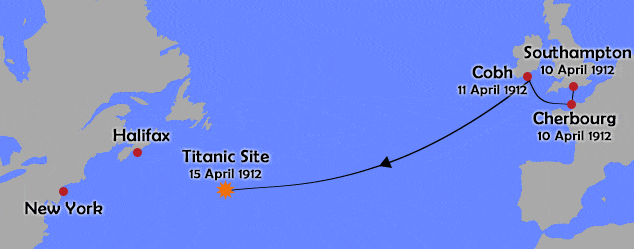 Southampton
10 April 1912
Cobh
11 April 1912
Cherbourg
10 April 1912
Halifax
Titanic Site
15 April 1912
New York